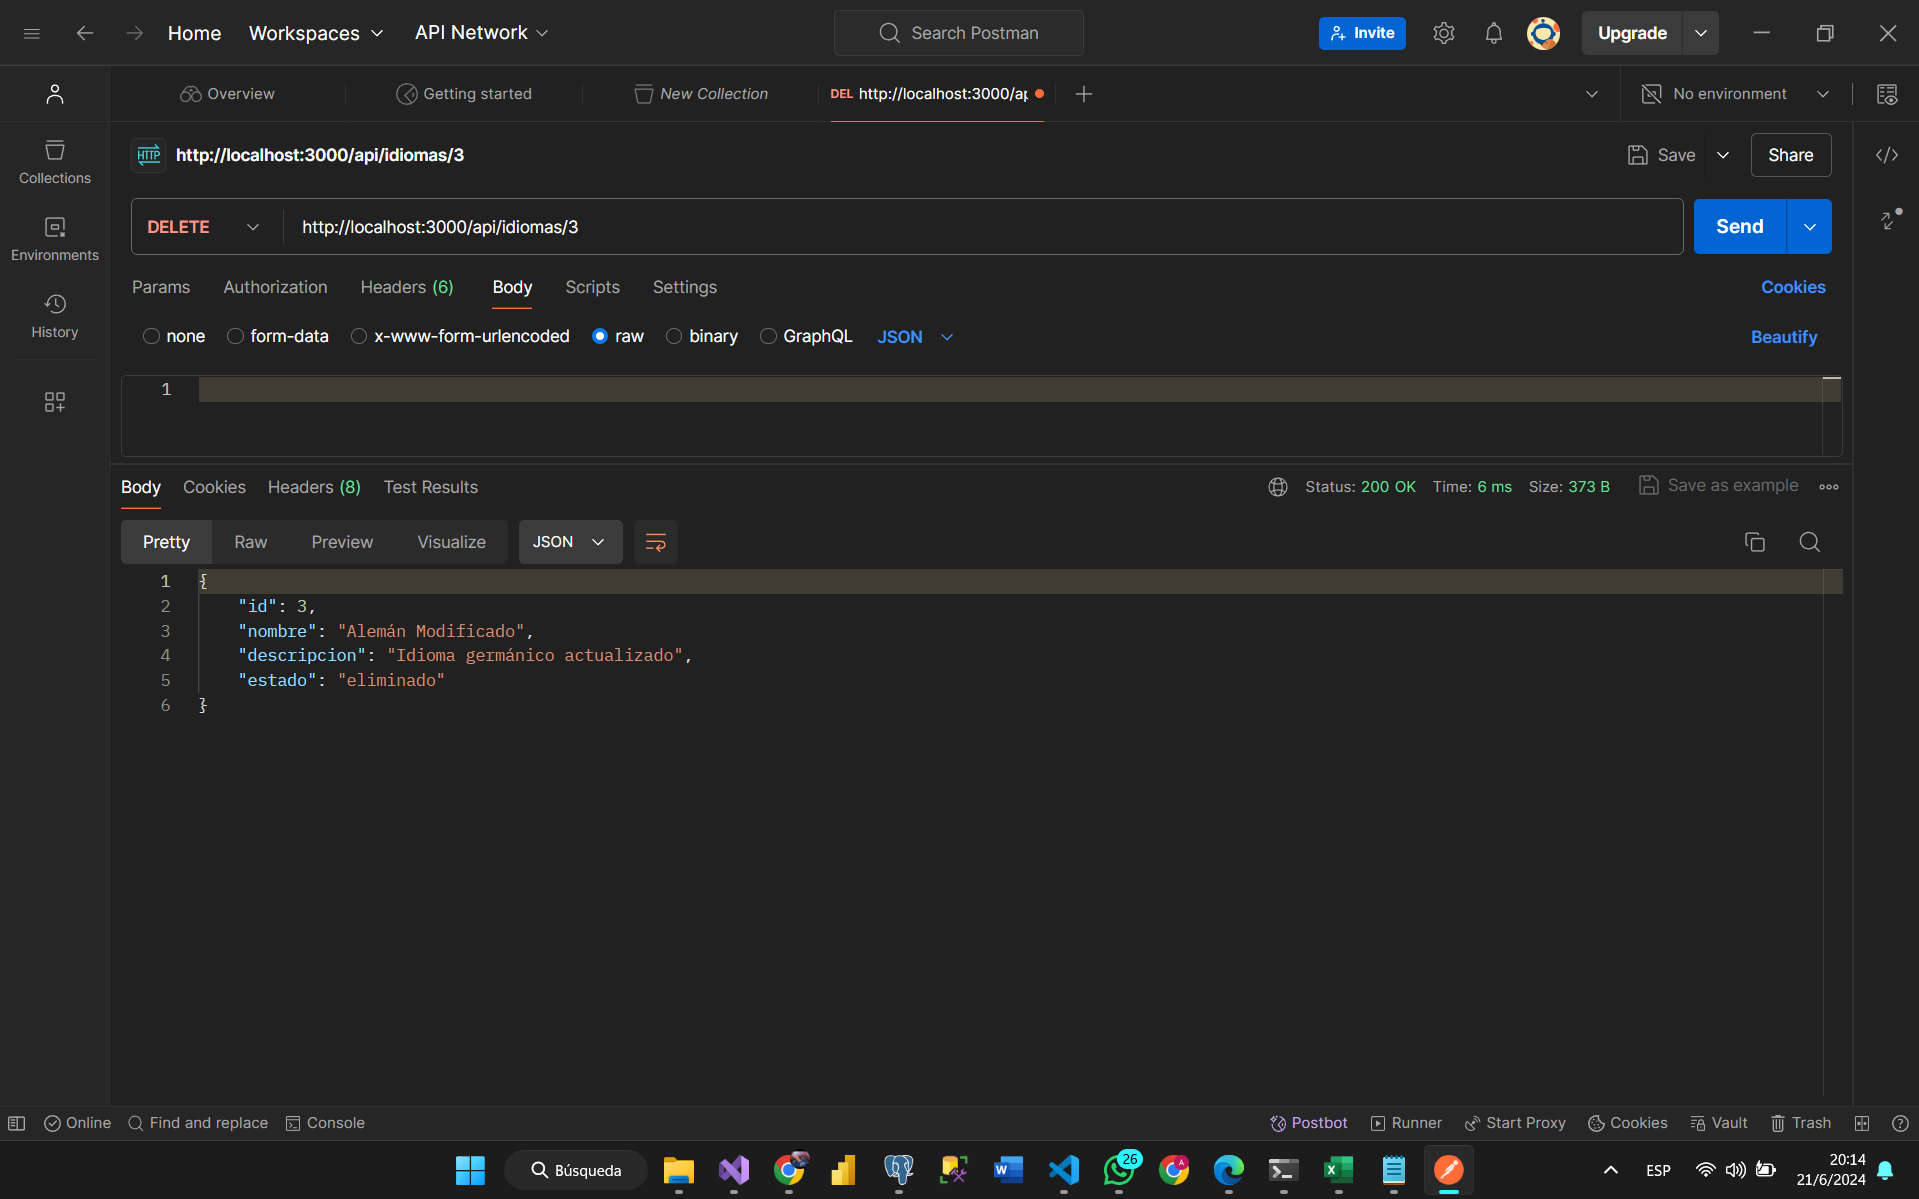 Home Workspaces API Network Search Postman Invite Upgrade
Overview Getting started New Collection DEL http://localhost:3000/ap No environment
HTTP http://localhost:3000/api/idiomas/3 Save Share
Collections
DELETE http://localhost:3000/api/idiomas/3 Send
Environments
Params Authorization Headers (6) Body Scripts Settings Cookies
History
none form-data x-www-form-urlencoded raw binary GraphQL JSON Beautify
1
Body Cookies Headers (8) Test Results Status: 200 OK Time: 6 ms Size: 373 B Save as example
Pretty Raw Preview Visualize JSON
1 {
2 "id": 3,
3 "nombre": "Alemán Modificado",
4 "descripcion": "Idioma germánico actualizado",
5 "estado": "eliminado"
6 }
Online Find and replace Console Postbot Runner Start Proxy Cookies Vault Trash
Búsqueda 26 ESP 20:14
21/6/2024